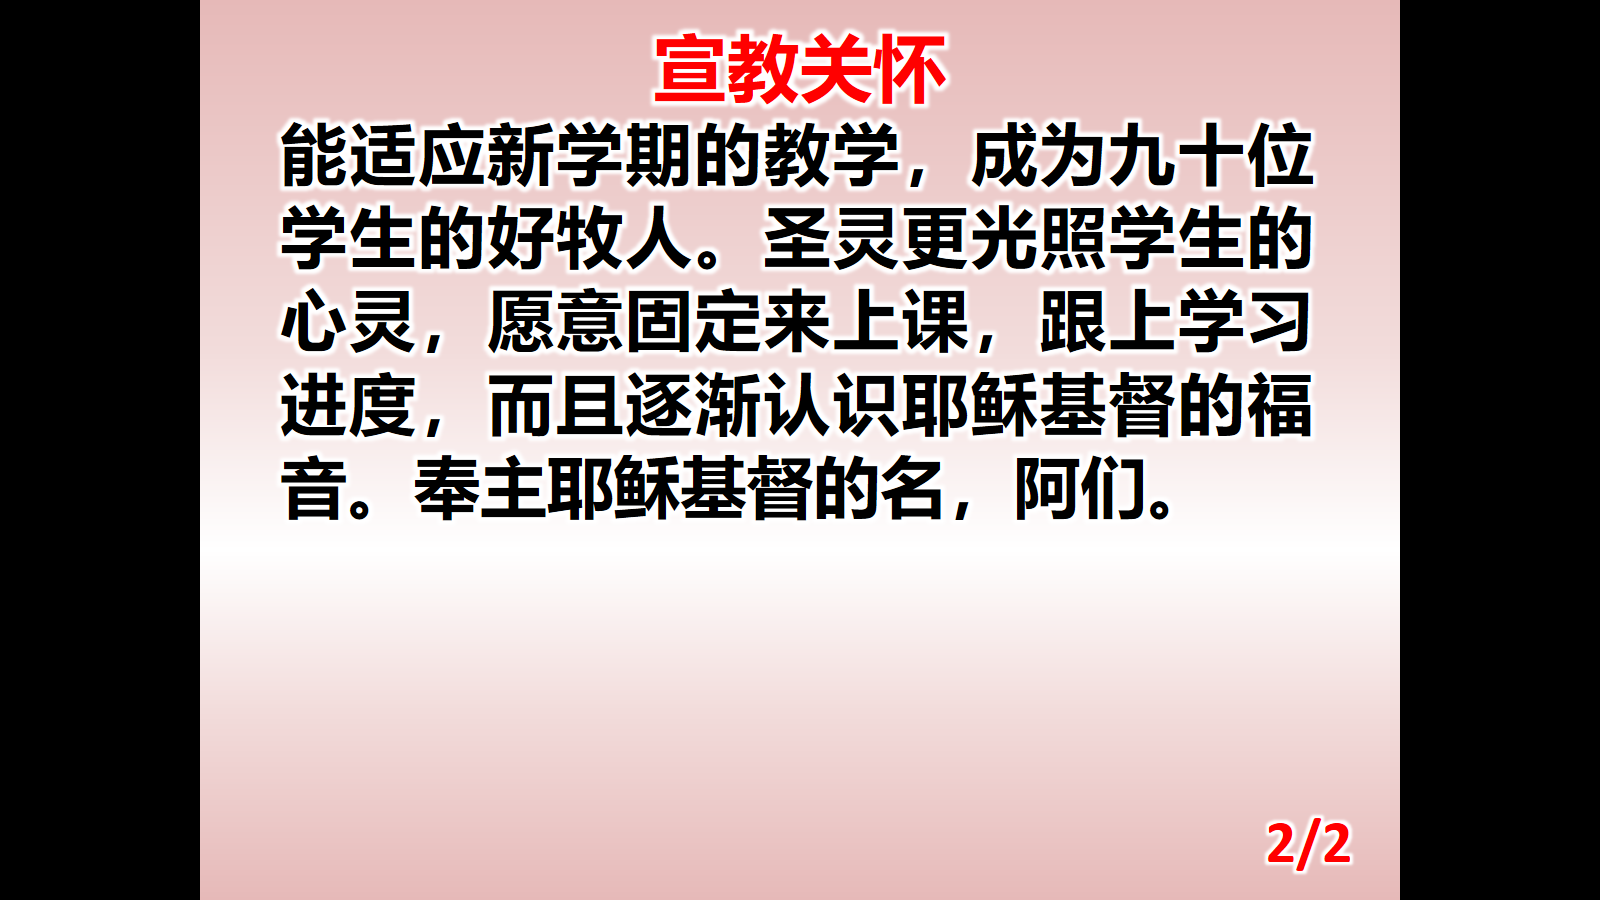 宣教关怀
能适应新学期的教学，成为九十位
学生的好牧人。圣灵更光照学生的
心灵，愿意固定来上课，跟上学习
进度，而且逐渐认识耶稣基督的福
音。奉主耶稣基督的名，阿们。
2/2